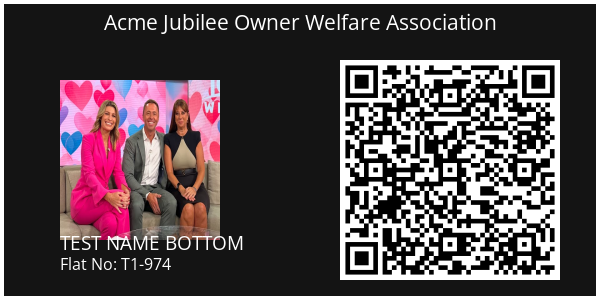 Acme Jubilee Owner Welfare Association
TEST NAME BOTTOM
Flat No: T1-974